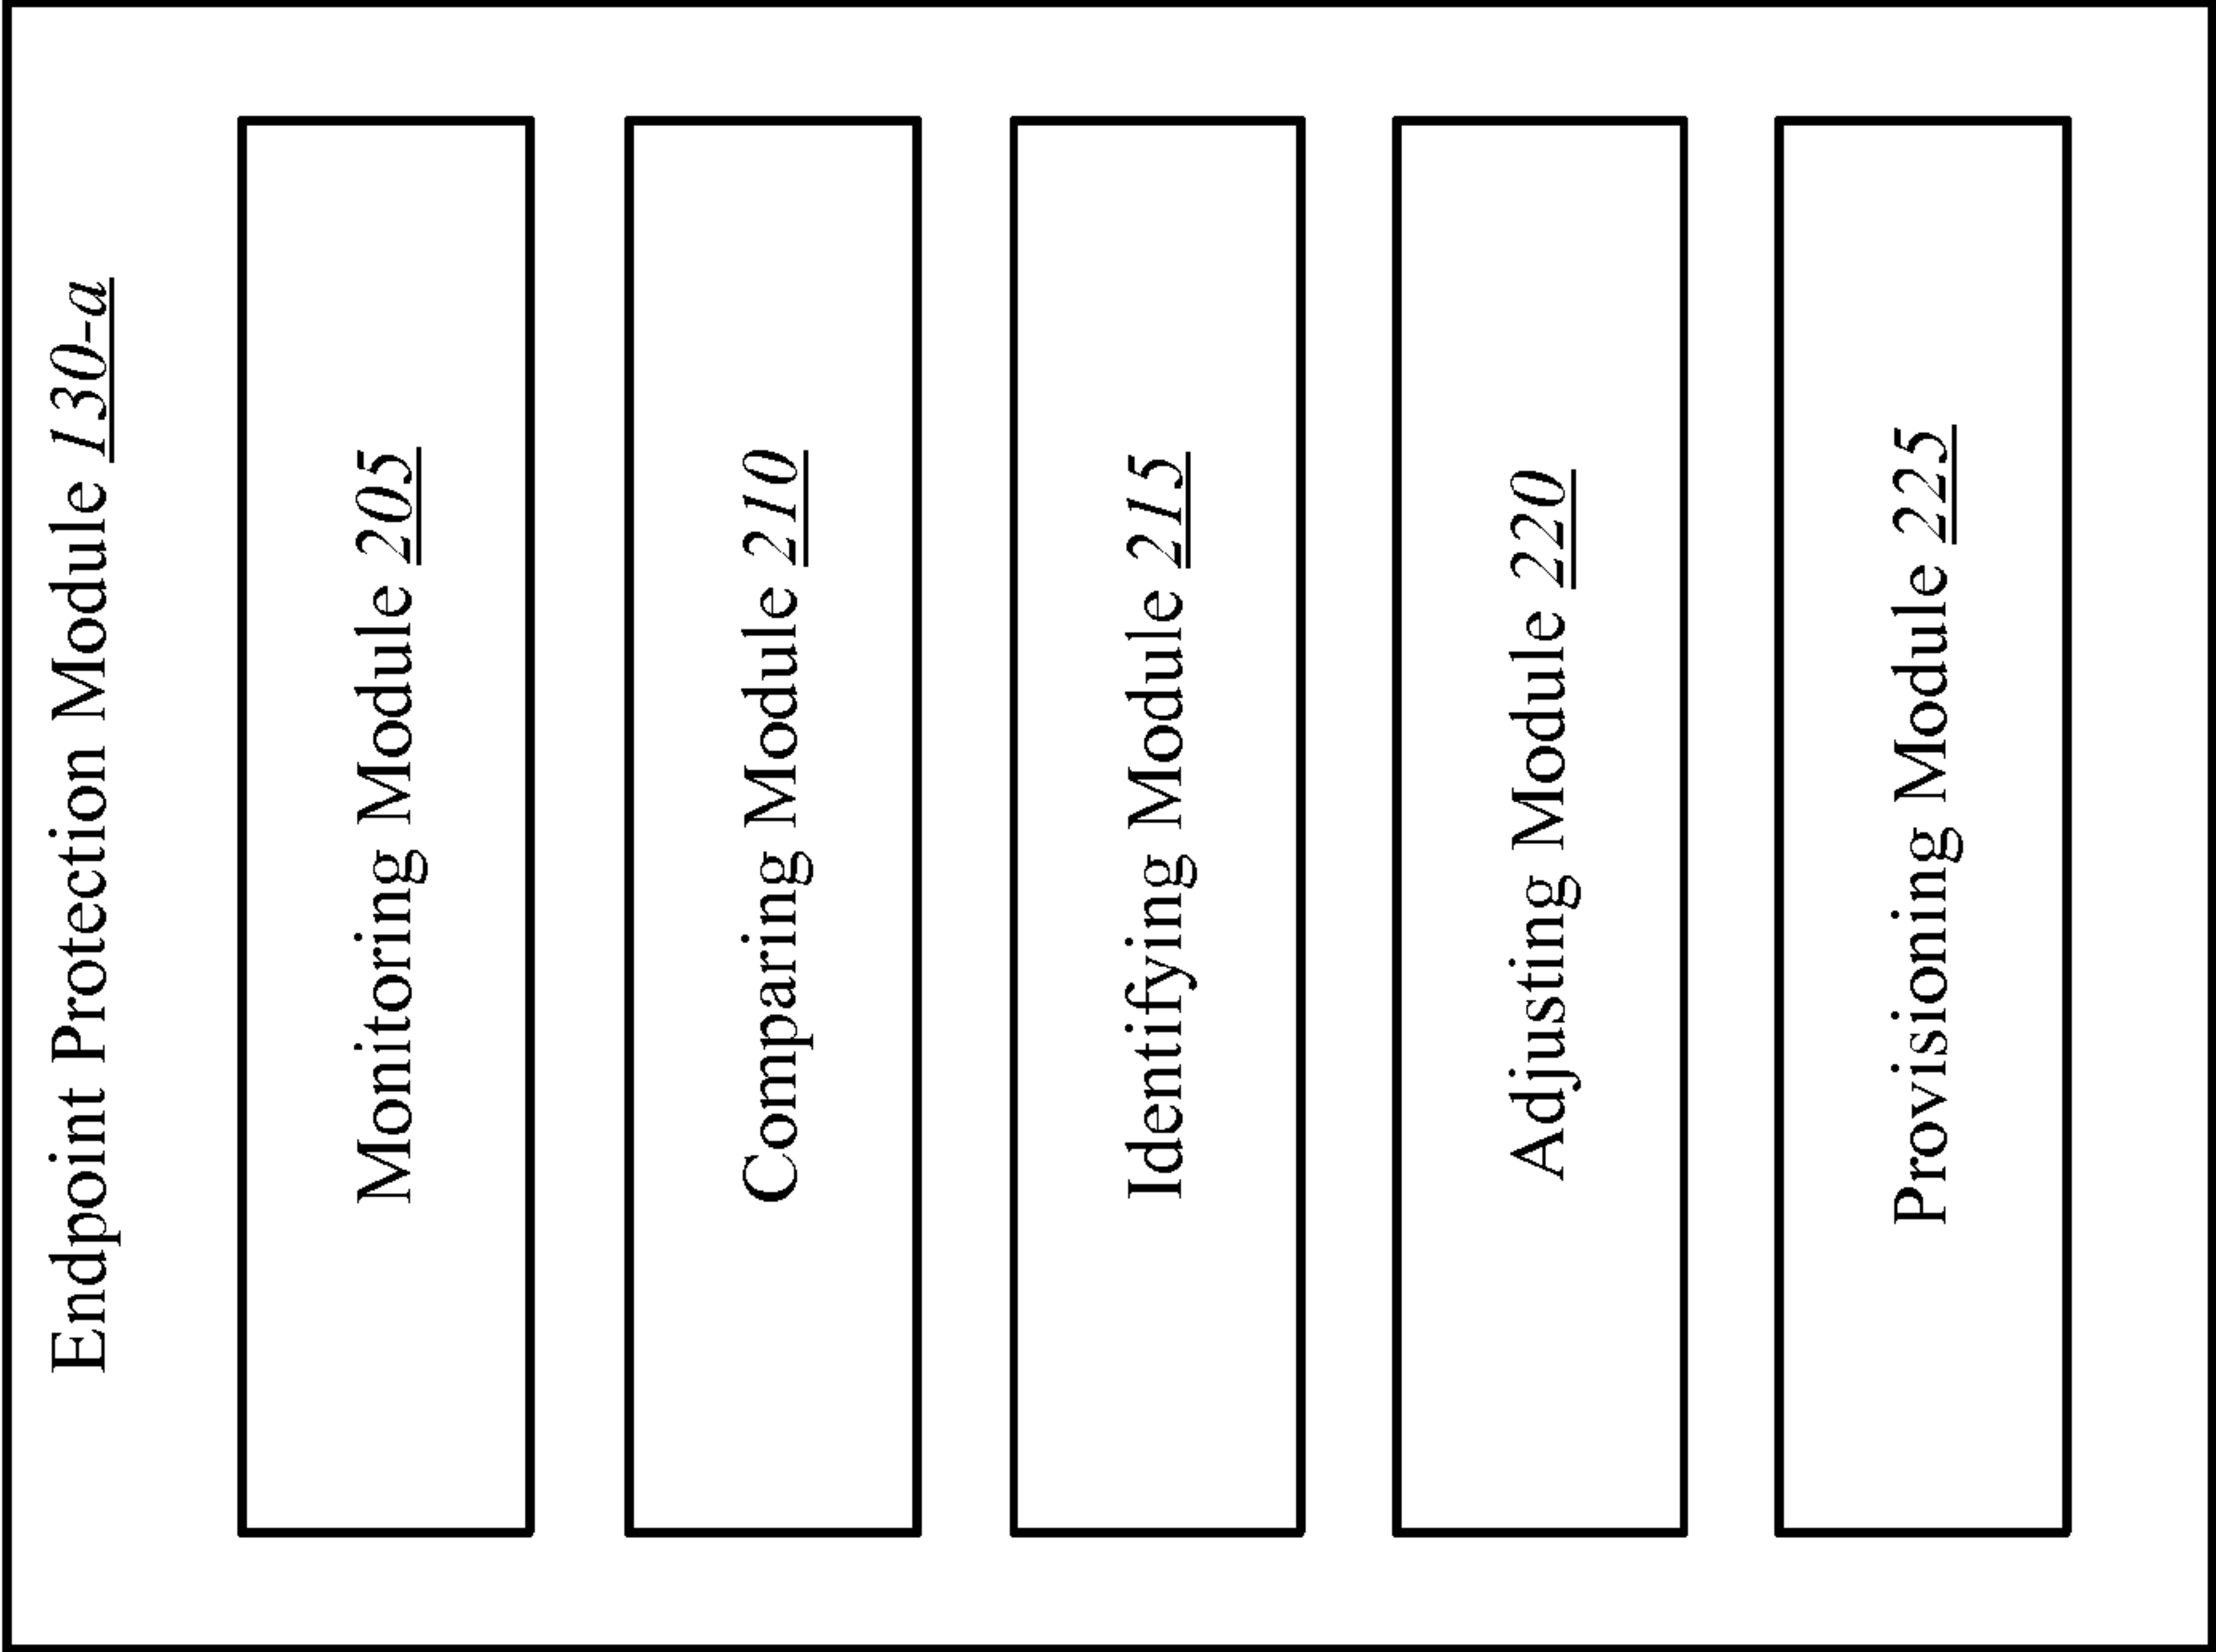 Endpoint Protection Module 130-a
Monitoring Module 205
Comparing Module 210
Identifying Module 215
Adjusting Module 220
Provisioning Module 225